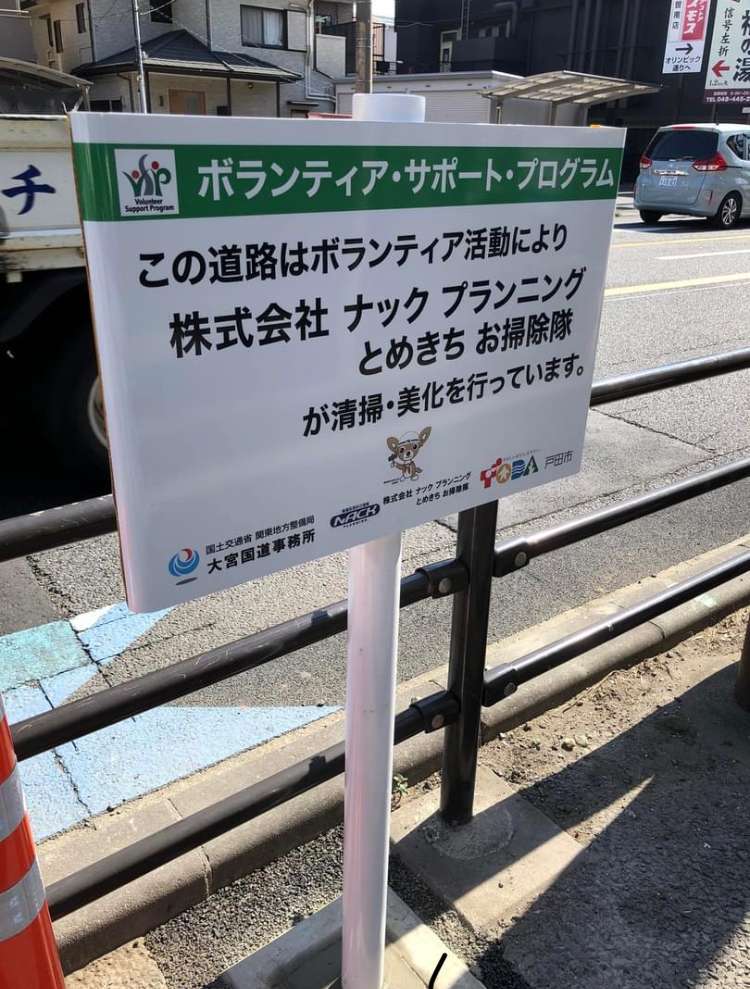 VSP
Volunteer
Support Program
ボランティア・サポート・プログラム
この道路はボランティア活動により
株式会社 ナック プランニング
とめきち お掃除隊
が清掃・美化を行っています。
国土交通省 関東地方整備局
大宮国道事務所
NACK
株式会社 ナック プランニング
とめきち お掃除隊
TODA
戸田市
チ
オリンピック
通りへ
信号左折
の湯